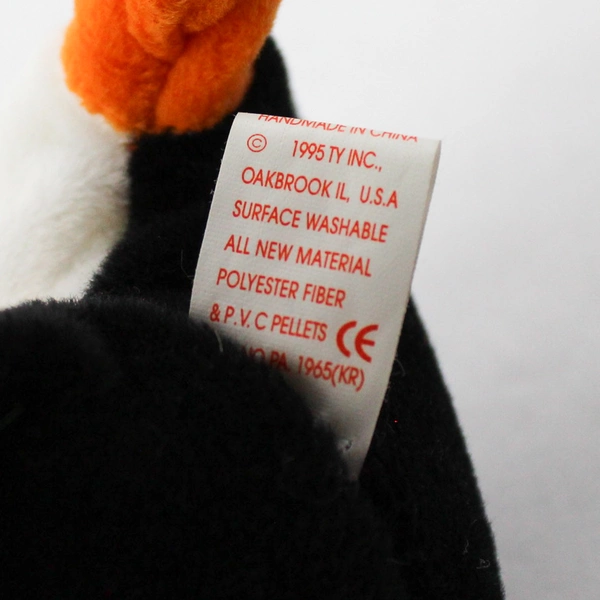 HANDMADE IN CHINA
© 1995 TY INC.,
OAKBROOK IL, U.S.A
SURFACE WASHABLE
ALL NEW MATERIAL
POLYESTER FIBER
& P.V.C PELLETS CE
PA. 1965(KR)